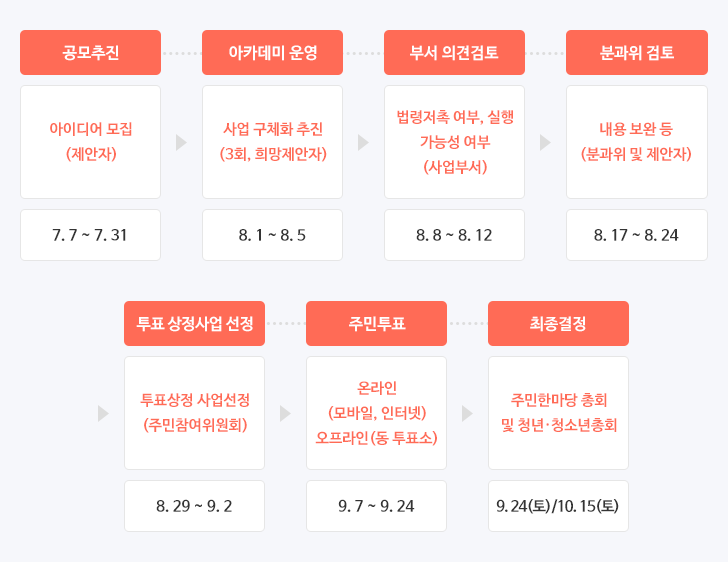 공모추진
아카데미 운영
부서 의견검토
분과위 검토
아이디어 모집
(제안자)
사업 구체화 추진
(3회, 희망제안자)
법령저촉 여부, 실행
가능성 여부
(사업부서)
내용 보완 등
(분과위 및 제안자)
7. 7 ~ 7. 31
8. 1 ~ 8. 5
8. 8 ~ 8. 12
8. 17 ~ 8. 24
투표 상정사업 선정
주민투표
최종결정
투표상정 사업선정
(주민참여위원회)
온라인
(모바일, 인터넷)
오프라인(동 투표소)
주민한마당 총회
및 청년·청소년총회
8. 29 ~ 9. 2
9. 7 ~ 9. 24
9. 24(토)/10. 15(토)